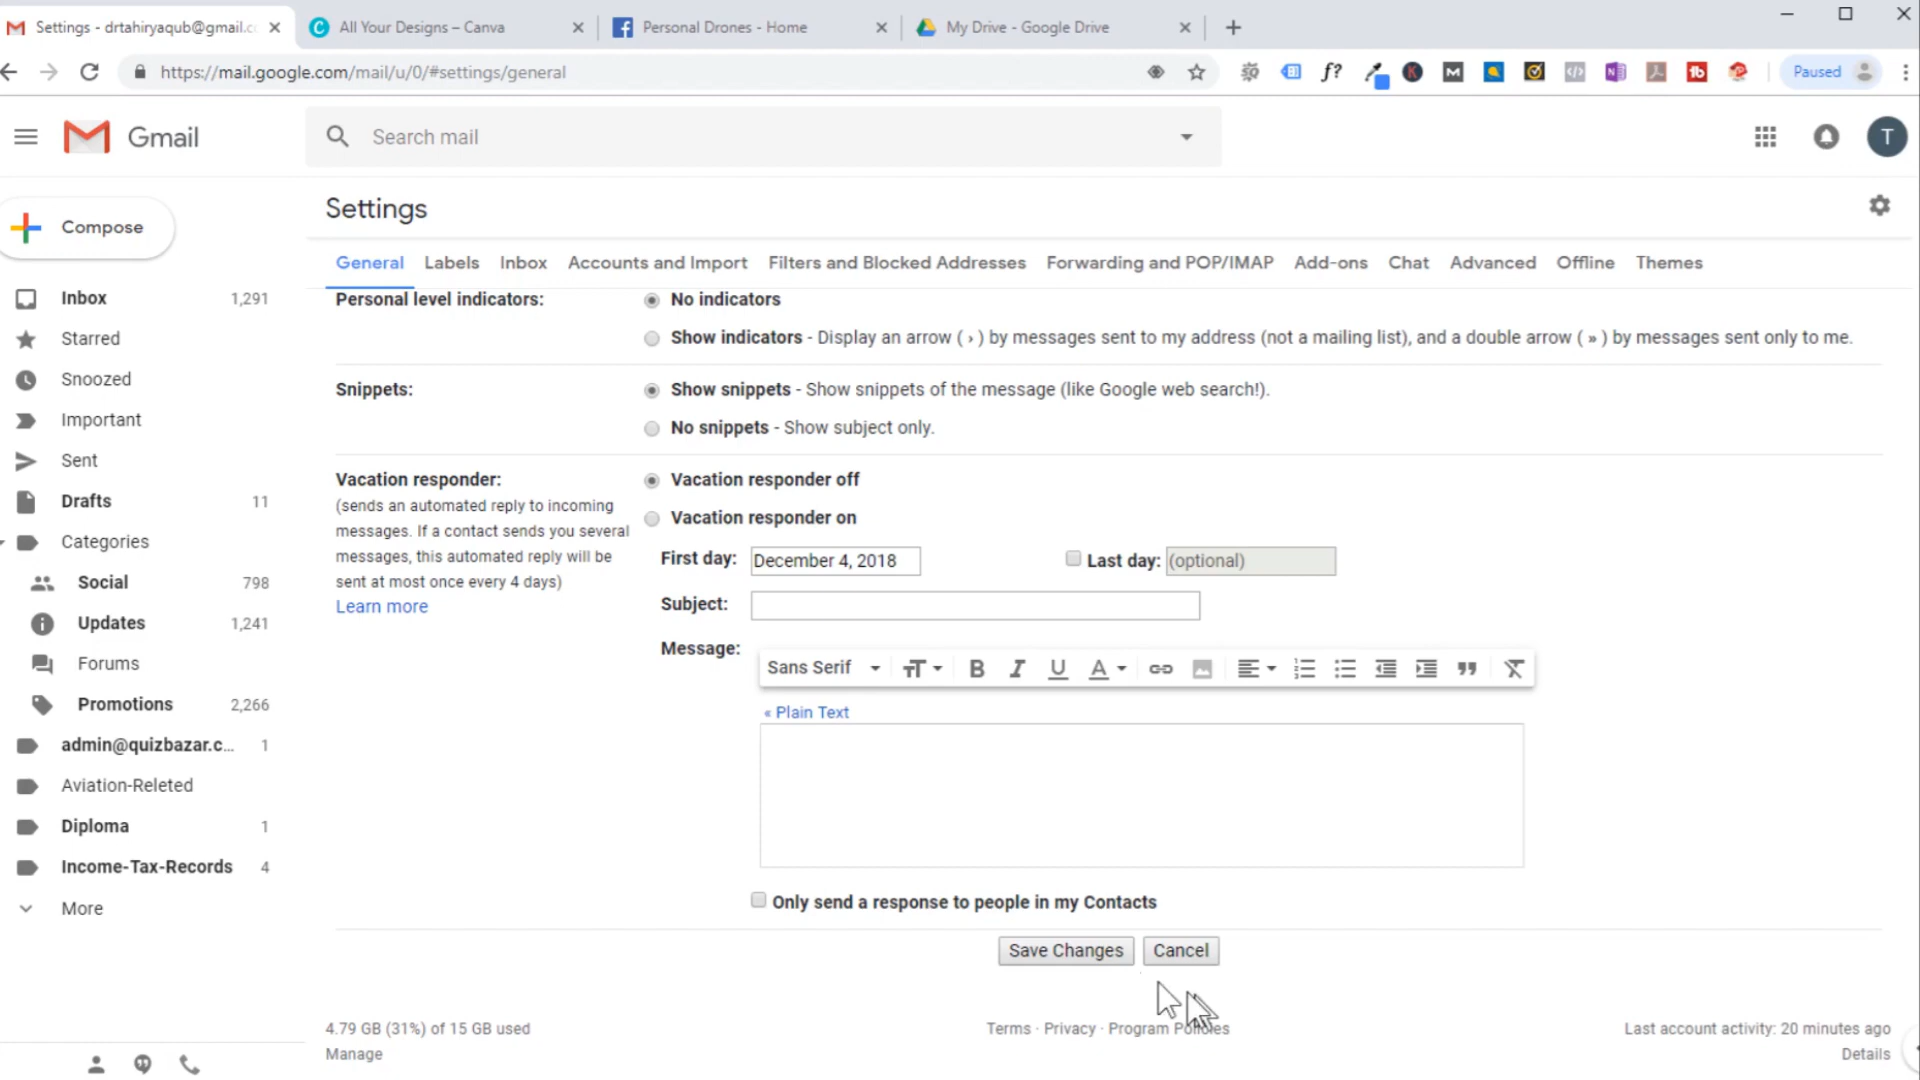 Settings - drtahiryaqub@gmail.c
All Your Designs – Canva
Personal Drones - Home
My Drive - Google Drive
https://mail.google.com/mail/u/0/#settings/general
Paused
Gmail
Search mail
T
Compose
Settings
General Labels Inbox Accounts and Import Filters and Blocked Addresses Forwarding and POP/IMAP Add-ons Chat Advanced Offline Themes
Inbox 1,291
Starred
Snoozed
Important
Sent
Drafts 11
Categories
Social 798
Updates 1,241
Forums
Promotions 2,266
admin@quizbazar.c... 1
Aviation-Releted
Diploma 1
Income-Tax-Records 4
More
Personal level indicators:
No indicators
Show indicators - Display an arrow ( › ) by messages sent to my address (not a mailing list), and a double arrow ( » ) by messages sent only to me.
Snippets:
Show snippets - Show snippets of the message (like Google web search!).
No snippets - Show subject only.
Vacation responder:
(sends an automated reply to incoming
messages. If a contact sends you several
messages, this automated reply will be
sent at most once every 4 days)
Learn more
Vacation responder off
Vacation responder on
First day: December 4, 2018 Last day: (optional)
Subject:
Message:
Sans Serif
« Plain Text
Only send a response to people in my Contacts
Save Changes Cancel
4.79 GB (31%) of 15 GB used
Manage
Terms · Privacy · Program Policies
Last account activity: 20 minutes ago
Details